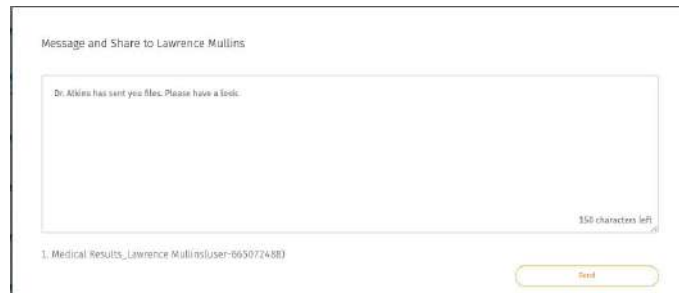 Message and Share to Lawrence Mullins
Dr. Atkins has sent you files. Please have a look.
350 characters left
1. Medical Results_Lawrence Mullins(user-665072488)
Send